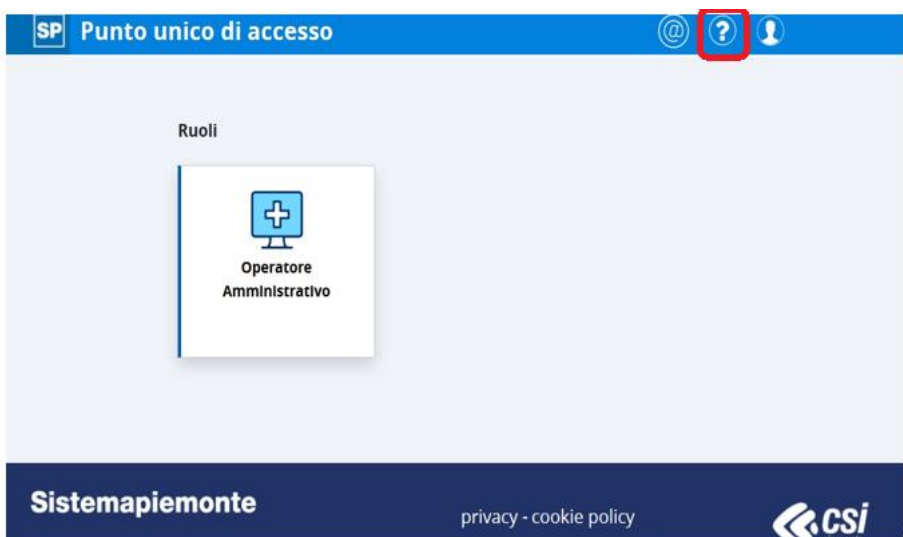 SP Punto unico di accesso @ ?
Ruoli
Operatore
Amministrativo
Sistemapiemonte
privacy - cookie policy
csi